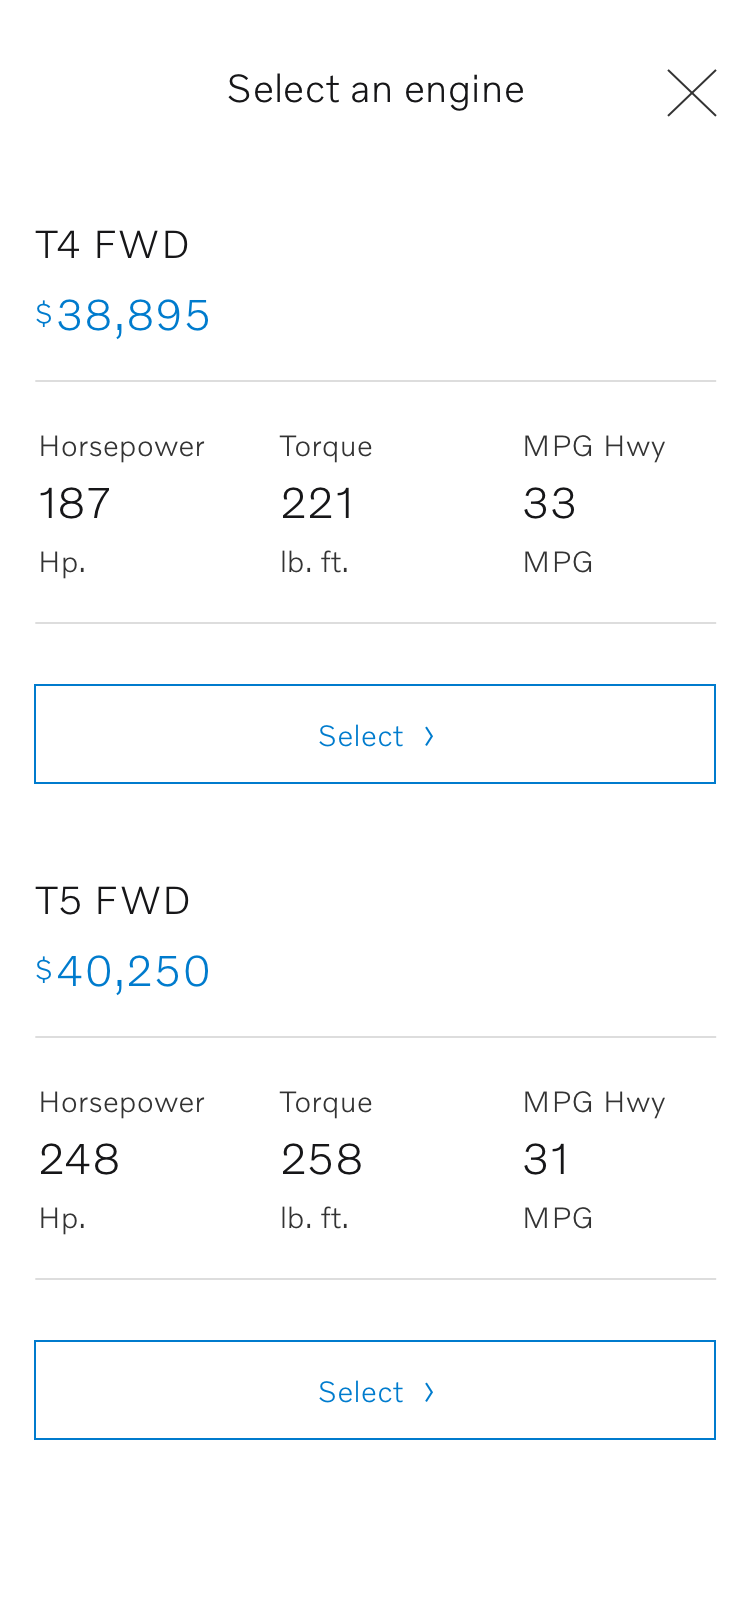 Select an engine
T4 FWD
$38,895
Horsepower Torque MPG Hwy
187 221 33
Hp. lb. ft. MPG
Select ›
T5 FWD
$40,250
Horsepower Torque MPG Hwy
248 258 31
Hp. lb. ft. MPG
Select ›